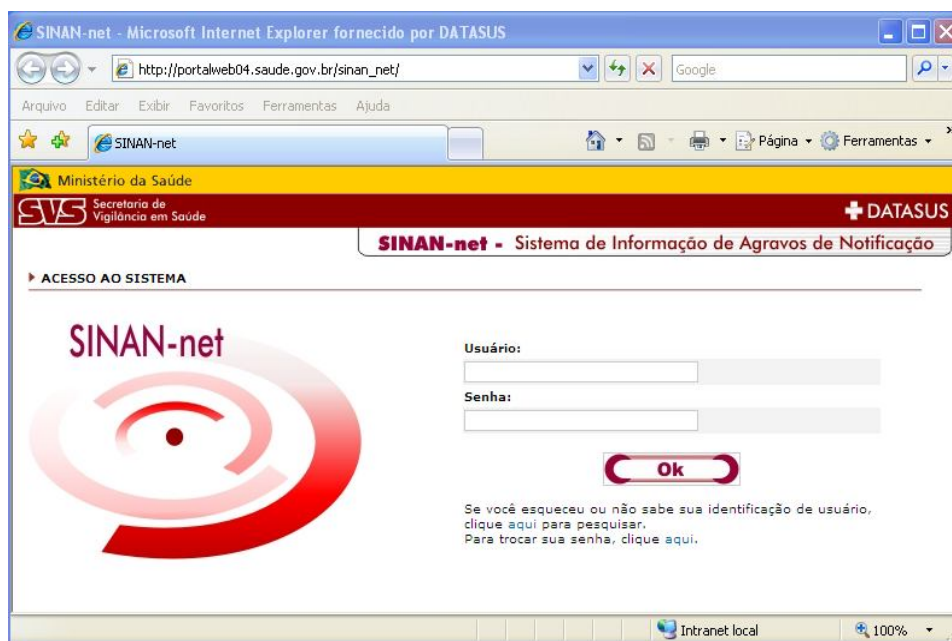 SINAN-net - Microsoft Internet Explorer fornecido por DATASUS
http://portalweb04.saude.gov.br/sinan_net/
Google
Arquivo Editar Exibir Favoritos Ferramentas Ajuda
SINAN-net
Página
Ferramentas
Ministério da Saúde
SVS Secretaria de
Vigilância em Saúde
DATASUS
SINAN-net - Sistema de Informação de Agravos de Notificação
ACESSO AO SISTEMA
SINAN-net
Usuário:
Senha:
Ok
Se você esqueceu ou não sabe sua identificação de usuário,
clique aqui para pesquisar.
Para trocar sua senha, clique aqui.
Intranet local
100%